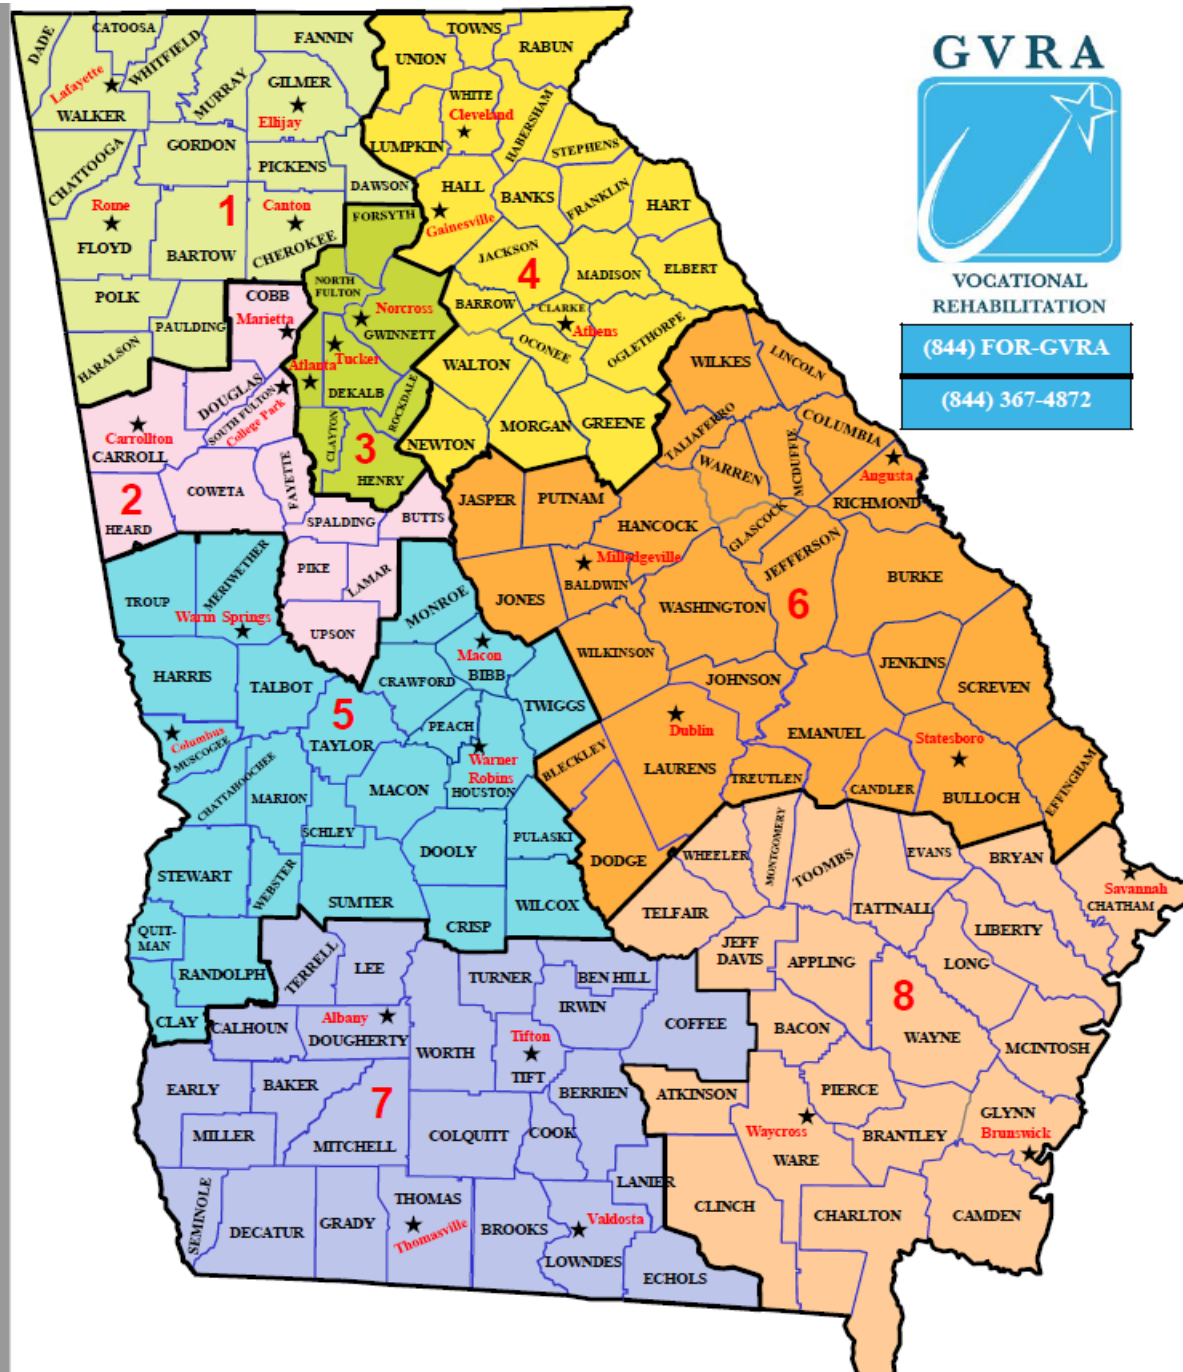 GVRA
VOCATIONAL
REHABILITATION
(844) FOR-GVRA
(844) 367-4872
DADE
CATOOSA
WHITFIELD
MURRAY
FANNIN
GILMER
Ellijay
Lafayette
WALKER
CHATTOOGA
GORDON
PICKENS
DAWSON
Rome
FLOYD
1
BARTOW
Canton
CHEROKEE
POLK
PAULDING
HARALSON
UNION
TOWNS
RABUN
WHITE
Cleveland
HABERSHAM
LUMPKIN
STEPHENS
HALL
Gainesville
BANKS
FRANKLIN
HART
JACKSON
4
MADISON
ELBERT
BARROW
CLARKE
Athens
OCONEE
OGLETHORPE
WALTON
MORGAN
GREENE
NEWTON
FORSYTH
NORTH
FULTON
Norcross
GWINNETT
Tucker
Atlanta
DEKALB
ROCKDALE
CLAYTON
3
HENRY
COBB
Marietta
DOUGLAS
SOUTH FULTON
College Park
Carrollton
CARROLL
2
HEARD
COWETA
FAYETTE
SPALDING
BUTTS
PIKE
LAMAR
UPSON
WILKES
LINCOLN
TALIAFERRO
COLUMBIA
WARREN
MCDUFFIE
Augusta
RICHMOND
JASPER
PUTNAM
HANCOCK
GLASCOCK
JEFFERSON
BURKE
Milledgeville
BALDWIN
JONES
WASHINGTON
6
WILKINSON
JOHNSON
JENKINS
SCREVEN
Dublin
LAURENS
EMANUEL
Statesboro
BULLOCH
EFFINGHAM
TREUTLEN
CANDLER
BLECKLEY
DODGE
TROUP
MERIWETHER
Warm Springs
MONROE
HARRIS
TALBOT
CRAWFORD
Macon
BIBB
TWIGGS
5
TAYLOR
PEACH
Columbus
MUSCOGEE
CHATTAHOOCHEE
MARION
MACON
Warner
Robins
HOUSTON
SCHLEY
DOOLY
PULASKI
STEWART
WEBSTER
SUMTER
CRISP
WILCOX
QUIT-
MAN
RANDOLPH
CLAY
TERRELL
LEE
TURNER
BEN HILL
IRWIN
COFFEE
CALHOUN
Albany
DOUGHERTY
WORTH
Tifton
TIFT
BERRIEN
EARLY
BAKER
7
MILLER
MITCHELL
COLQUITT
COOK
LANIER
SEMINOLE
DECATUR
GRADY
THOMAS
Thomasville
BROOKS
Valdosta
LOWNDES
ECHOLS
WHEELER
MONTGOMERY
TOOMBS
EVANS
BRYAN
Savannah
CHATHAM
TELFAIR
TATTNALL
LIBERTY
JEFF
DAVIS
APPLING
LONG
8
BACON
WAYNE
MCINTOSH
ATKINSON
PIERCE
Waycross
WARE
BRANTLEY
GLYNN
Brunswick
CLINCH
CHARLTON
CAMDEN